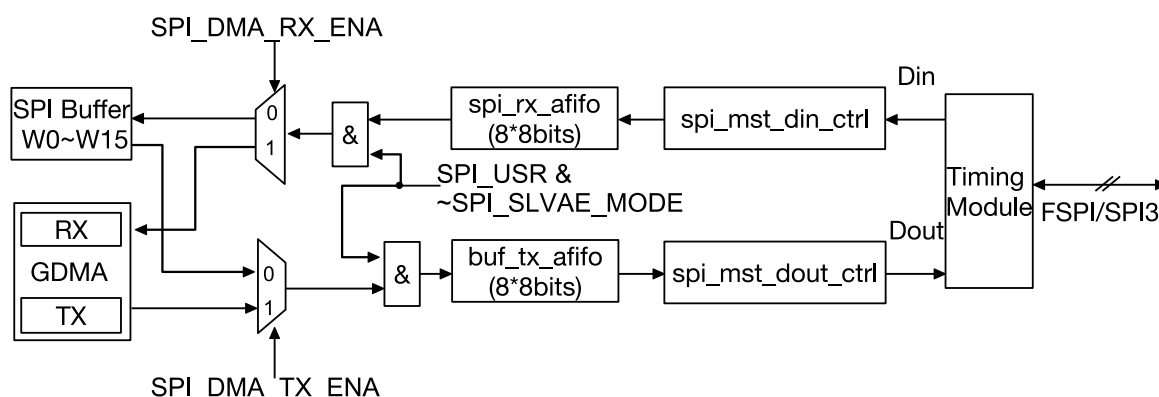 SPI_DMA_RX_ENA
SPI Buffer
W0~W15
0
1
&
spi_rx_afifo
(8*8bits)
spi_mst_din_ctrl
Din
SPI_USR &
~SPI_SLVAE_MODE
Timing
Module
FSPI/SPI3
RX
GDMA
TX
0
1
&
buf_tx_afifo
(8*8bits)
spi_mst_dout_ctrl
Dout
SPI_DMA_TX_ENA